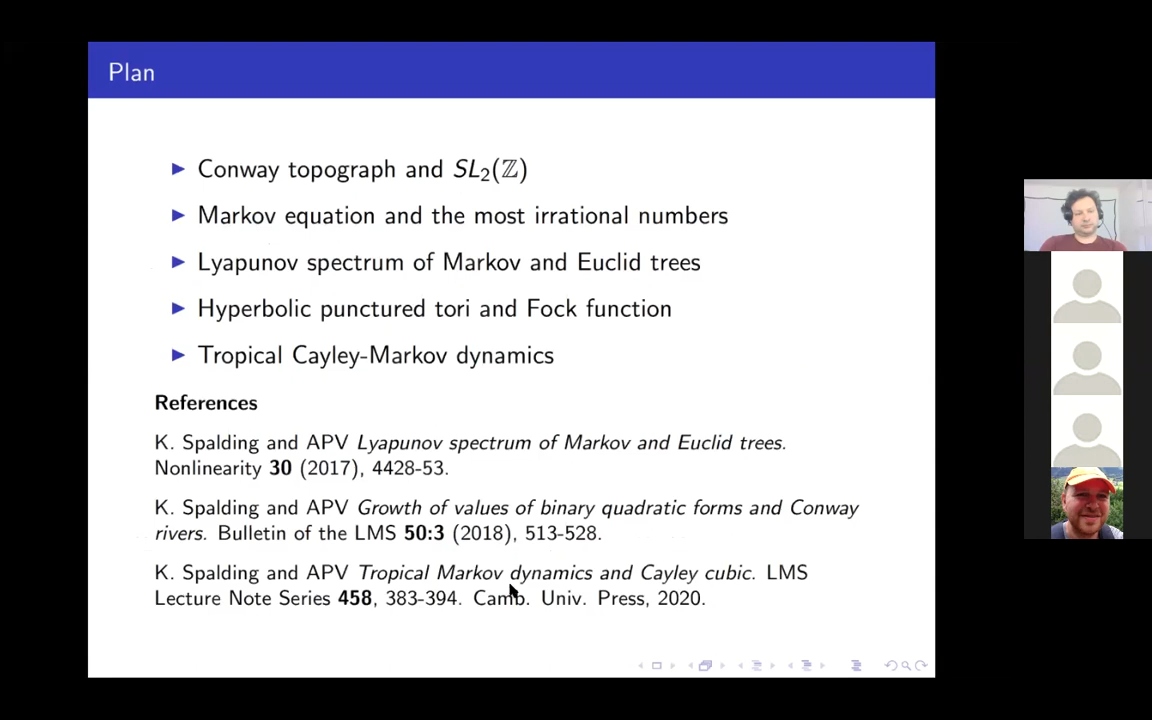 Plan
▶ Conway topograph and SL₂(ℤ)
▶ Markov equation and the most irrational numbers
▶ Lyapunov spectrum of Markov and Euclid trees
▶ Hyperbolic punctured tori and Fock function
▶ Tropical Cayley-Markov dynamics
References
K. Spalding and APV Lyapunov spectrum of Markov and Euclid trees.
Nonlinearity 30 (2017), 4428-53.
K. Spalding and APV Growth of values of binary quadratic forms and Conway
rivers. Bulletin of the LMS 50:3 (2018), 513-528.
K. Spalding and APV Tropical Markov dynamics and Cayley cubic. LMS
Lecture Note Series 458, 383-394. Camb. Univ. Press, 2020.